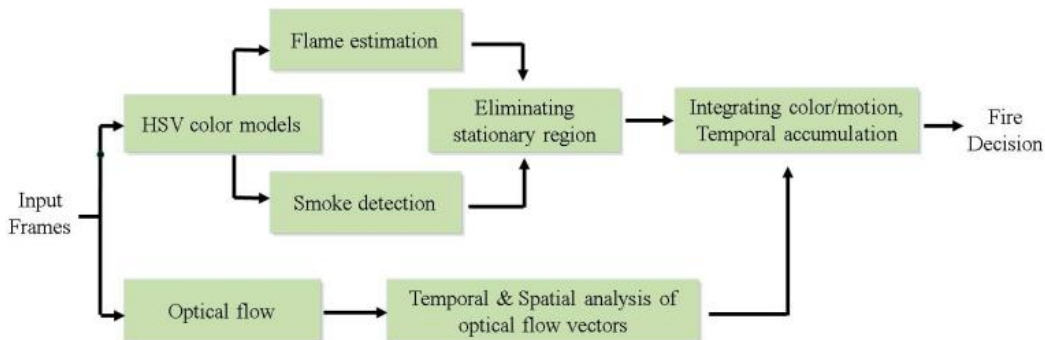 Flame estimation
HSV color models
Smoke detection
Eliminating
stationary region
Integrating color/motion,
Temporal accumulation
Fire
Decision
Input
Frames
Optical flow
Temporal & Spatial analysis of
optical flow vectors